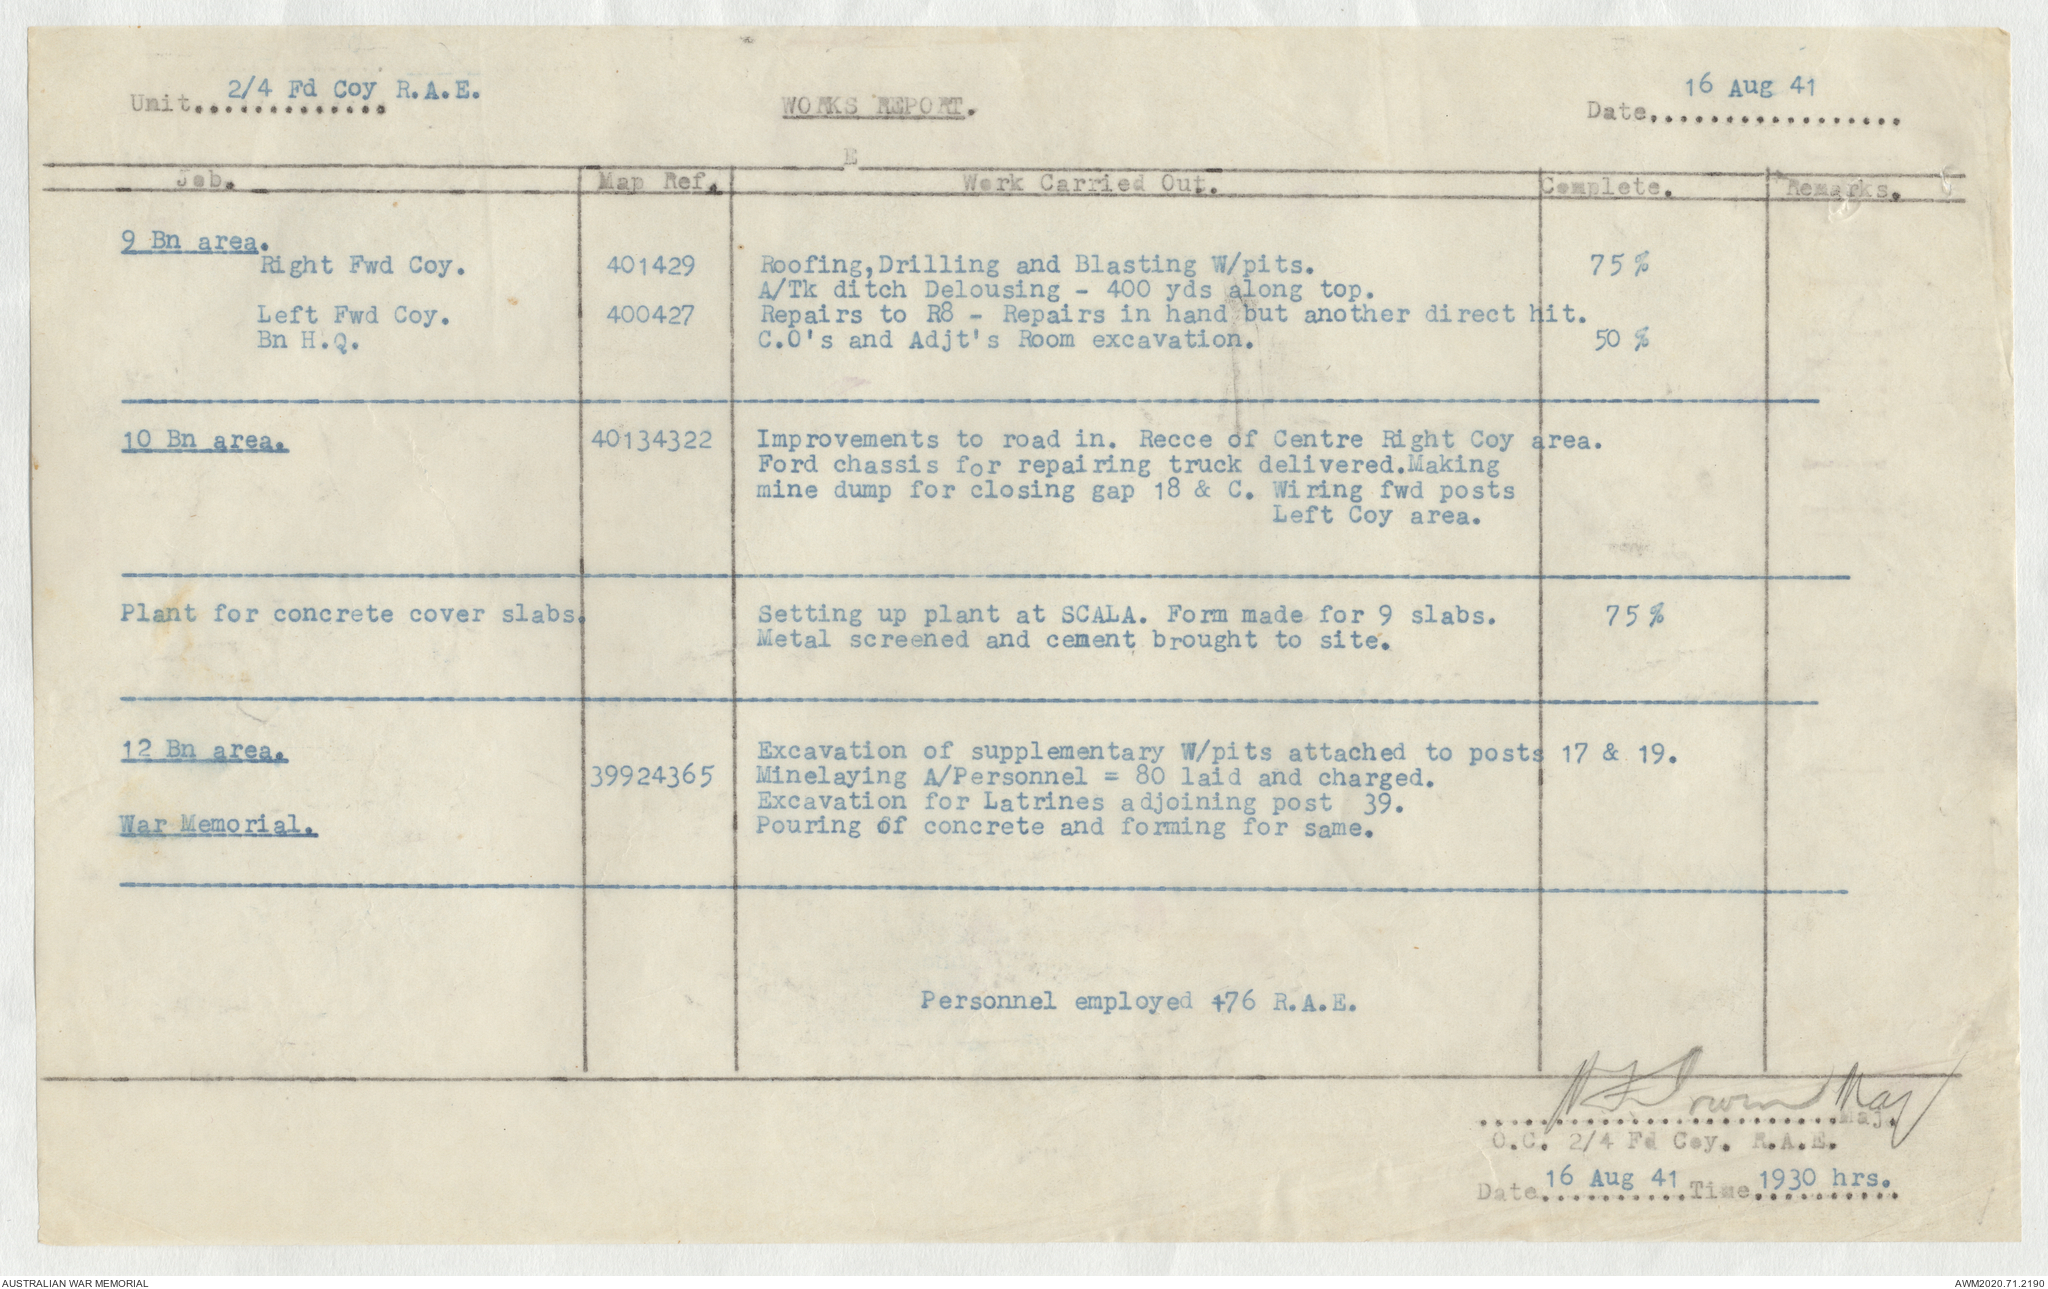 Unit..2/4 Fd Coy R.A.E.
WORKS REPORT.
16 Aug 41
Date..................
E
Job. Map Ref. Work Carried Out. Complete. Remarks.
9 Bn area.
Right Fwd Coy. 401429 Roofing,Drilling and Blasting W/pits. 75%
A/Tk ditch Delousing - 400 yds along top.
Left Fwd Coy. 400427 Repairs to R8 - Repairs in hand but another direct hit.
Bn H.Q. C.O's and Adjt's Room excavation. 50 %
10 Bn area. 40134322 Improvements to road in. Recce of Centre Right Coy area.
Ford chassis for repairing truck delivered.Making
mine dump for closing gap 18 & C. Wiring fwd posts
Left Coy area.
Plant for concrete cover slabs. Setting up plant at SCALA. Form made for 9 slabs. 75%
Metal screened and cement brought to site.
12 Bn area. Excavation of supplementary W/pits attached to posts 17 & 19.
39924365 Minelaying A/Personnel = 80 laid and charged.
Excavation for Latrines adjoining post 39.
War Memorial. Pouring of concrete and forming for same.
Personnel employed 176 R.A.E.
Maj
........................Maj.
O.C. 2/4 Fd Coy. R.A.E.
Date 16 Aug 41 Time 1930 hrs.
AUSTRALIAN WAR MEMORIAL
AWM2020.71.2190